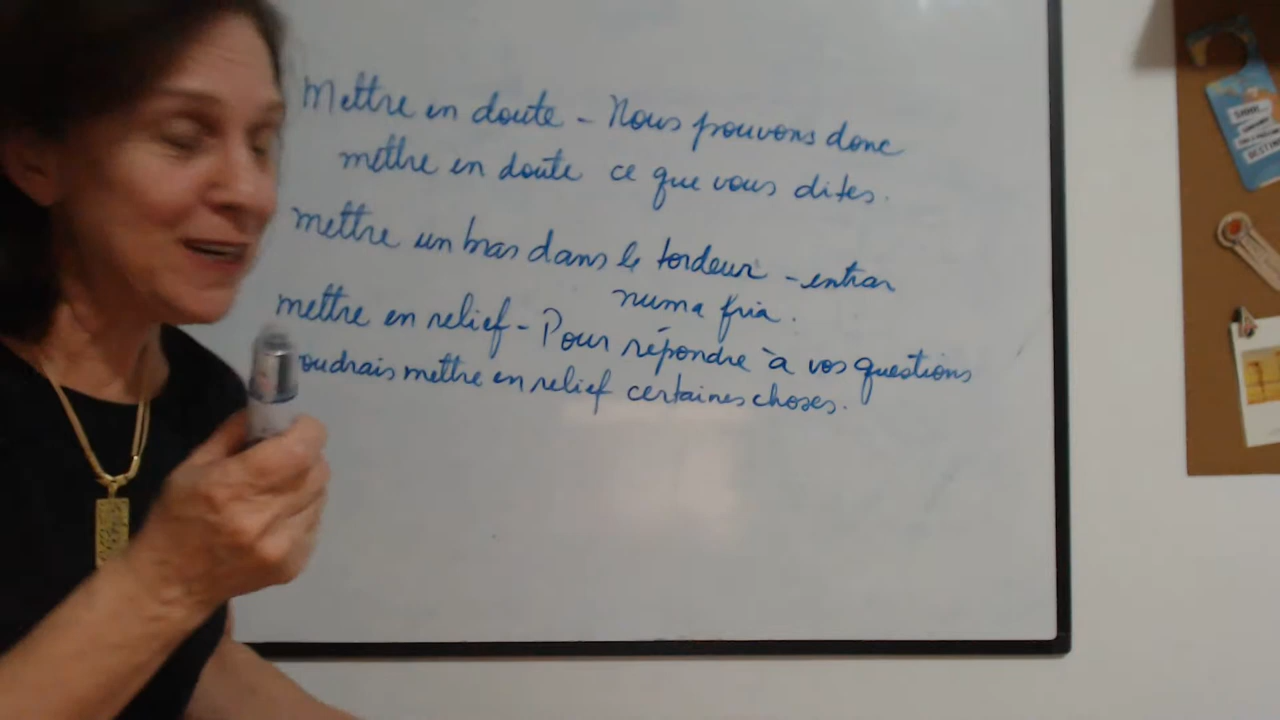 Mettre en doute - Nous pouvons donc
mettre en doute ce que vous dites.
mettre un bras dans le tordeur - entrar
numa fria.
mettre en relief - Pour répondre à vos questions
oudrais mettre en relief certaines choses.